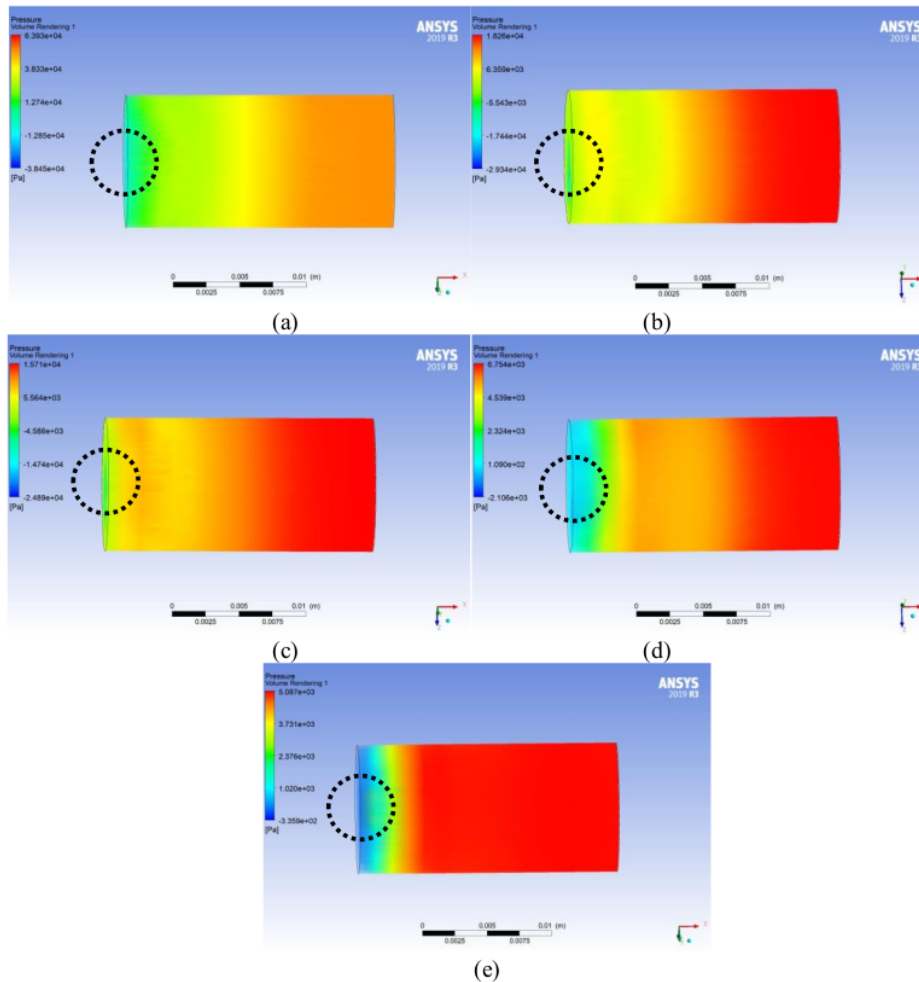 Pressure
Volume Rendering 1
6.393e+04
3.833e+04
1.274e+04
-1.285e+04
-3.845e+04
[Pa]
ANSYS
2019 R3
0 0.005 0.01 (m)
0.0025 0.0075
X
(a)
Pressure
Volume Rendering 1
1.826e+04
6.359e+03
-5.543e+03
-1.744e+04
-2.934e+04
[Pa]
ANSYS
2019 R3
0 0.005 0.01 (m)
0.0025 0.0075
X
Z
(b)
Pressure
Volume Rendering 1
1.571e+04
5.564e+03
-4.586e+03
-1.474e+04
-2.489e+04
[Pa]
ANSYS
2019 R3
0 0.005 0.01 (m)
0.0025 0.0075
X
Z
(c)
Pressure
Volume Rendering 1
6.754e+03
4.539e+03
2.324e+03
1.090e+02
-2.106e+03
[Pa]
ANSYS
2019 R3
0 0.005 0.01 (m)
0.0025 0.0075
X
Z
(d)
Pressure
Volume Rendering 1
5.087e+03
3.731e+03
2.376e+03
1.020e+03
-3.359e+02
[Pa]
ANSYS
2019 R3
0 0.005 0.01 (m)
0.0025 0.0075
X
(e)